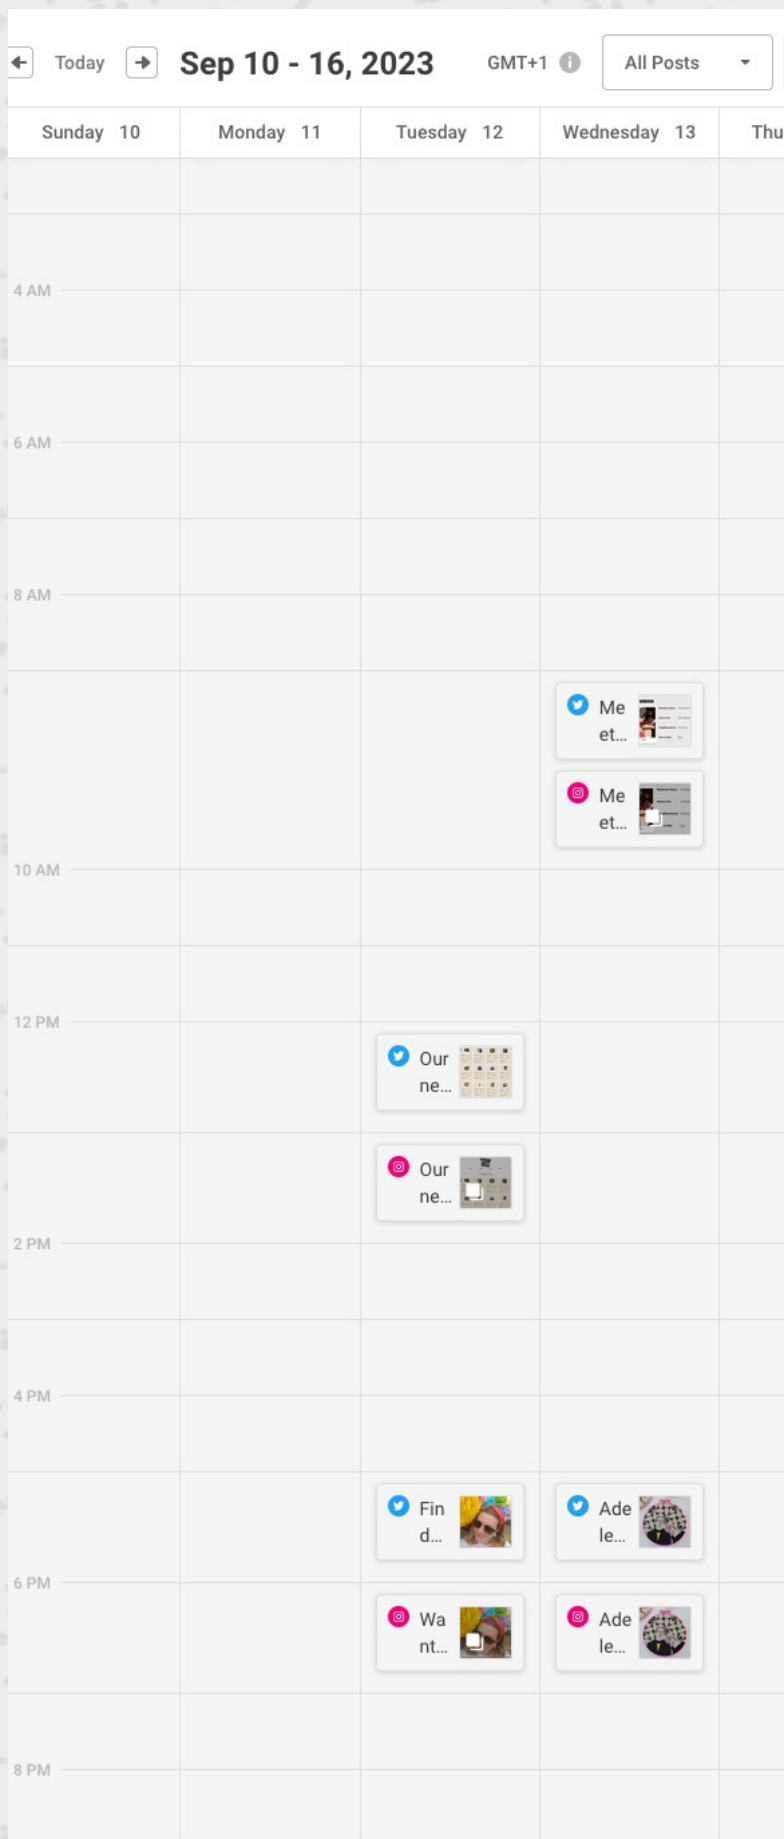 Today
Sep 10 - 16, 2023
GMT+1
All Posts
Sunday 10
Monday 11
Tuesday 12
Wednesday 13
Thu
4 AM
6 AM
8 AM
Me
et...
Me
et...
10 AM
12 PM
Our
ne...
Our
ne...
2 PM
4 PM
Fin
d...
Ade
le...
6 PM
Wa
nt...
Ade
le...
8 PM